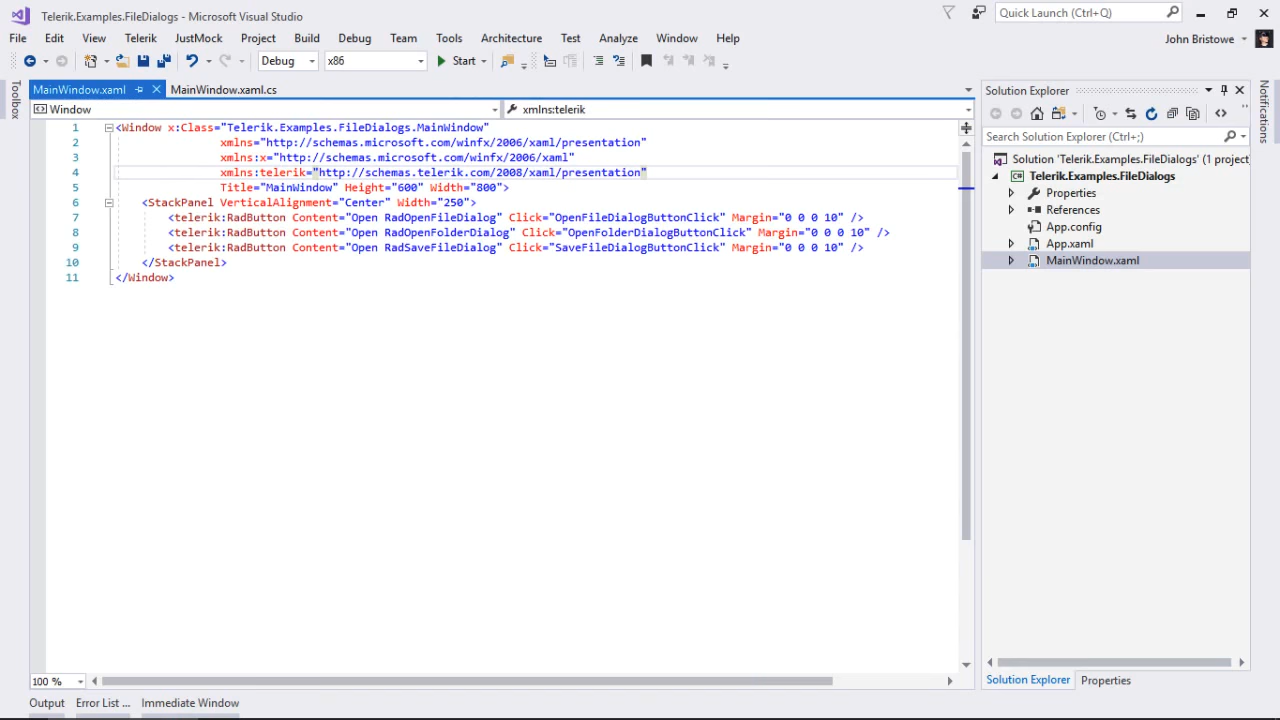 Telerik.Examples.FileDialogs - Microsoft Visual Studio
Quick Launch (Ctrl+Q)
File Edit View Telerik JustMock Project Build Debug Team Tools Architecture Test Analyze Window Help
John Bristowe
Debug x86 Start
Toolbox
MainWindow.xaml MainWindow.xaml.cs
Window xmlns:telerik
1 <Window x:Class="Telerik.Examples.FileDialogs.MainWindow"
2 xmlns="http://schemas.microsoft.com/winfx/2006/xaml/presentation"
3 xmlns:x="http://schemas.microsoft.com/winfx/2006/xaml"
4 xmlns:telerik="http://schemas.telerik.com/2008/xaml/presentation"
5 Title="MainWindow" Height="600" Width="800">
6 <StackPanel VerticalAlignment="Center" Width="250">
7 <telerik:RadButton Content="Open RadOpenFileDialog" Click="OpenFileDialogButtonClick" Margin="0 0 0 10" />
8 <telerik:RadButton Content="Open RadOpenFolderDialog" Click="OpenFolderDialogButtonClick" Margin="0 0 0 10" />
9 <telerik:RadButton Content="Open RadSaveFileDialog" Click="SaveFileDialogButtonClick" Margin="0 0 0 10" />
10 </StackPanel>
11 </Window>
100 %
Output Error List ... Immediate Window
Solution Explorer
Search Solution Explorer (Ctrl+;)
Solution 'Telerik.Examples.FileDialogs' (1 project
Telerik.Examples.FileDialogs
Properties
References
App.config
App.xaml
MainWindow.xaml
Solution Explorer Properties
Notifications